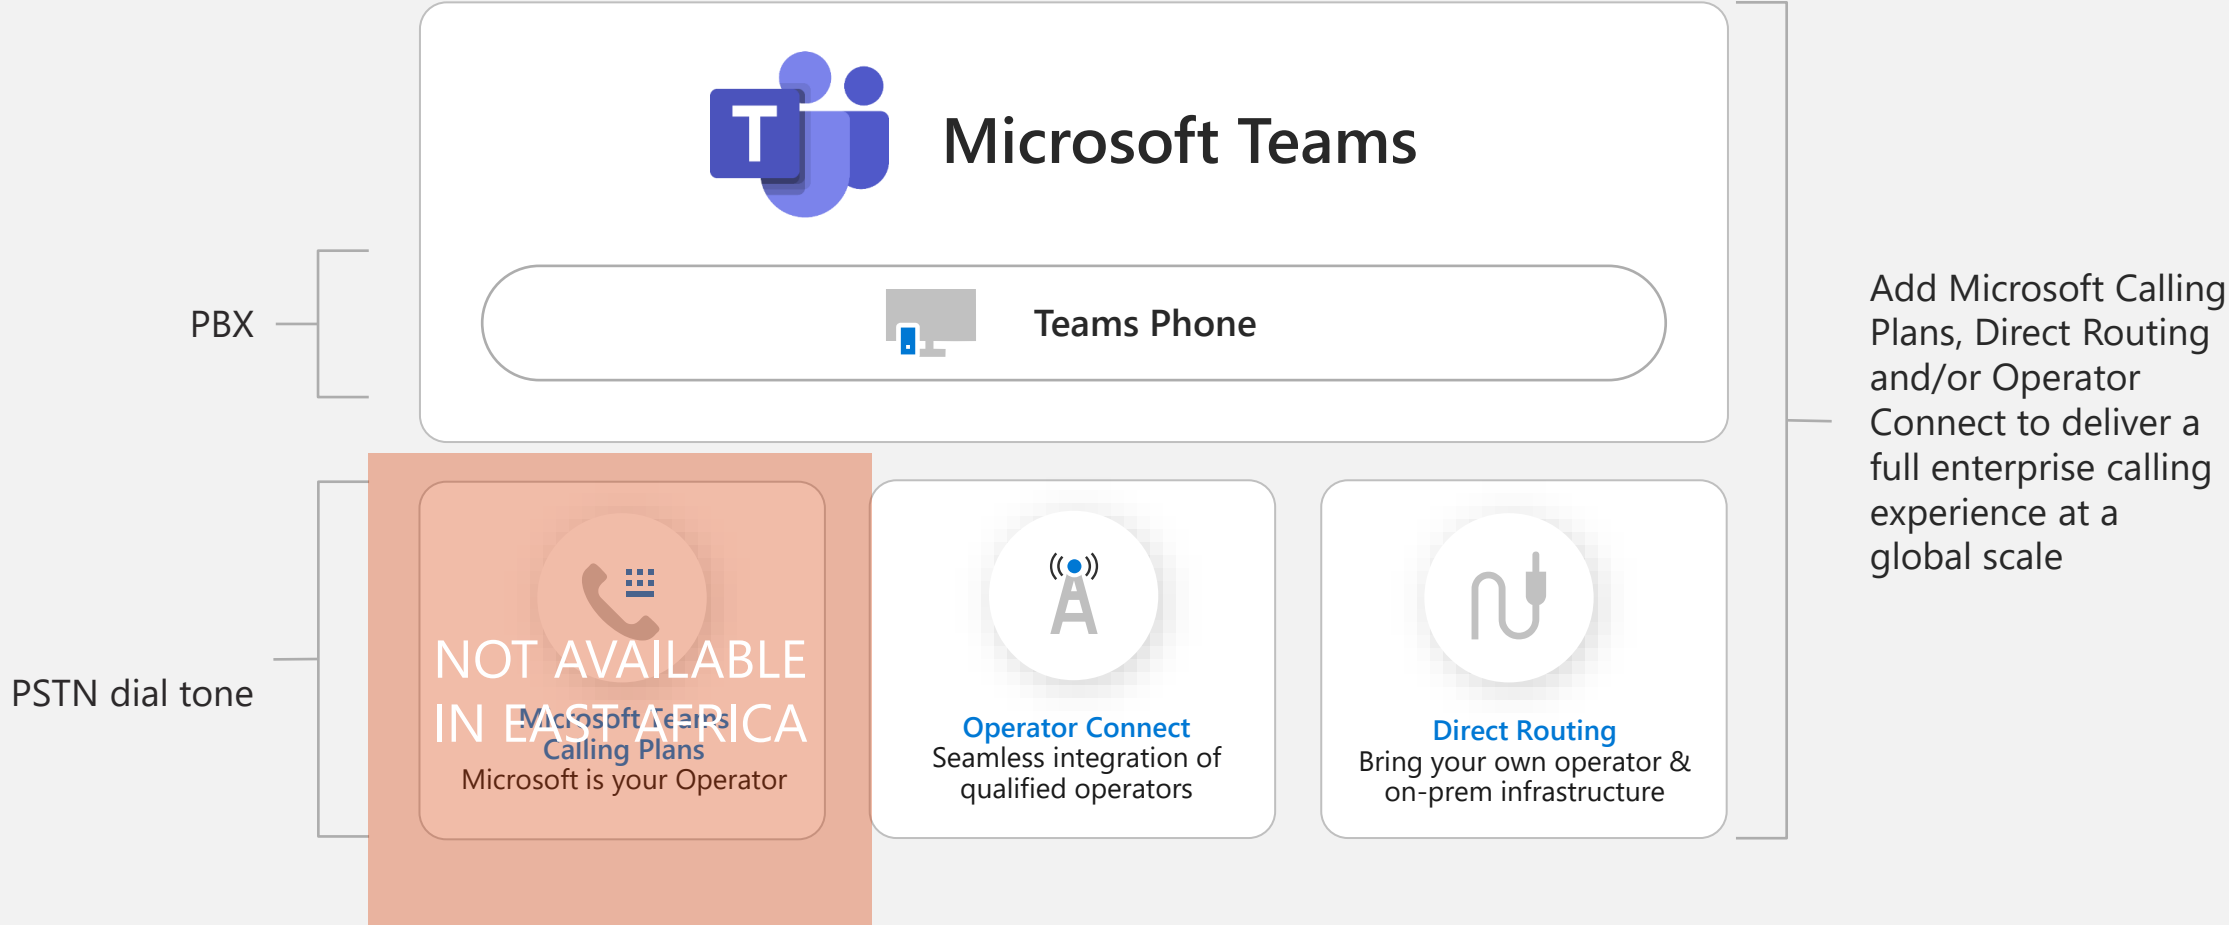 T
Microsoft Teams
PBX
Teams Phone
Add Microsoft Calling
Plans, Direct Routing
and/or Operator
Connect to deliver a
full enterprise calling
experience at a
global scale
PSTN dial tone
NOT AVAILABLE
IN EAST AFRICA
Microsoft Teams
Calling Plans
Microsoft is your Operator
Operator Connect
Seamless integration of
qualified operators
Direct Routing
Bring your own operator &
on-prem infrastructure